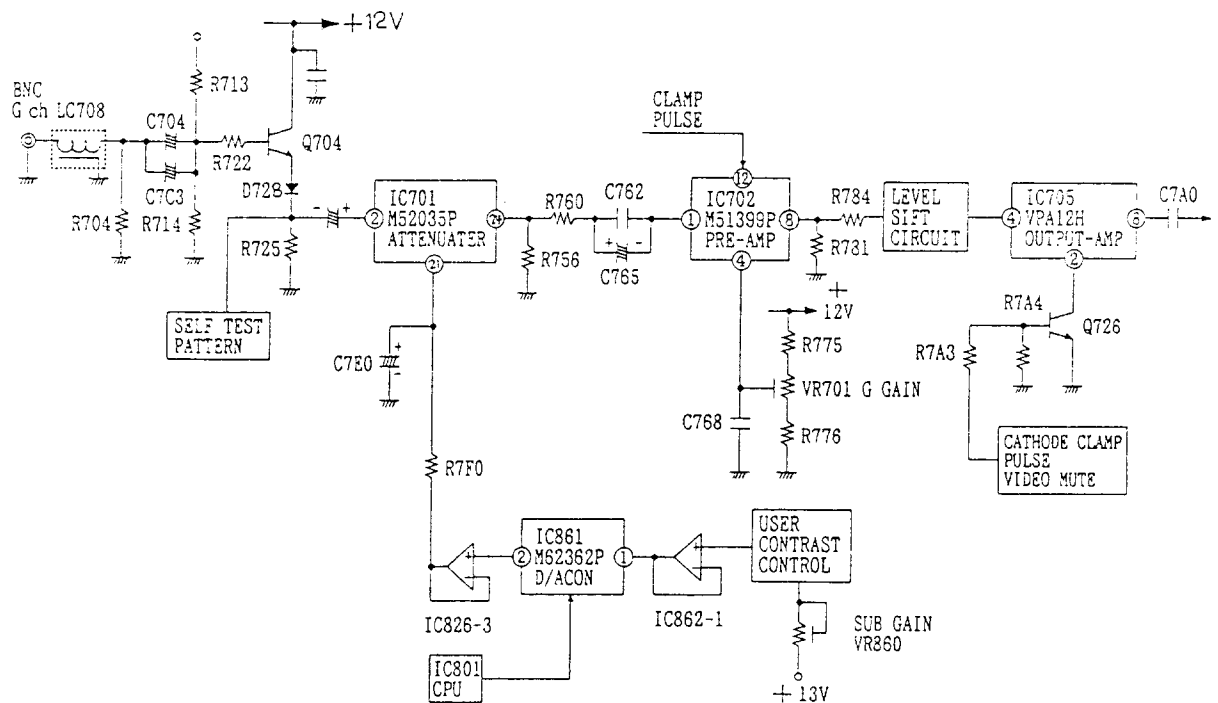 +12V
BNC
G ch LC708
R713
C704
Q704
R722
C7C3
D728
R704
R714
R725
SELF TEST
PATTERN
- +
2
IC701
M52035P
ATTENUATER
24
21
R760
C762
+ -
C765
R756
CLAMP
PULSE
12
1
IC702
M51399P
PRE-AMP
8
4
R784
R731
LEVEL
SIFT
CIRCUIT
4
IC705
VPA12H
OUTPUT-AMP
2
C7A0
+
12V
R775
VR701 G GAIN
R776
C768
R7A4
Q726
R7A3
CATHODE CLAMP
PULSE
VIDEO MUTE
C7E0
+
-
R7F0
IC826-3
2
IC861
M62362P
D/ACON
1
IC862-1
USER
CONTRAST
CONTROL
SUB GAIN
VR860
+13V
IC801
CPU